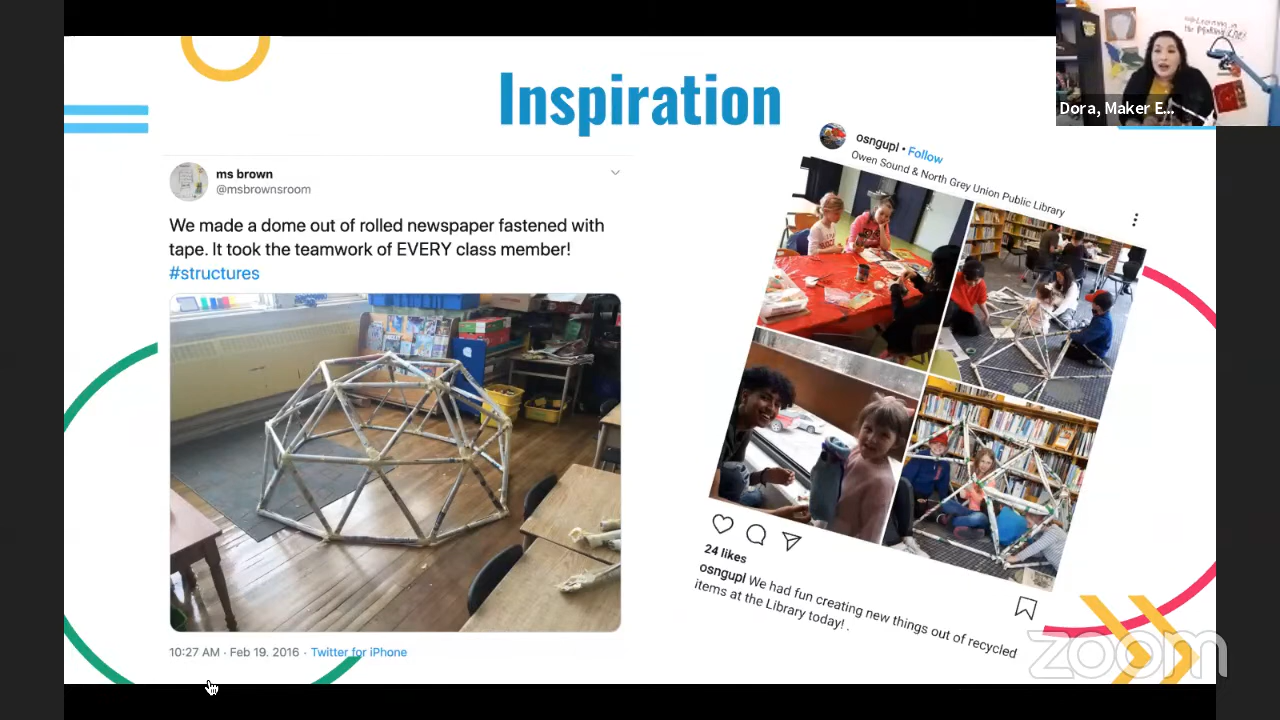 Inspiration
Dora, Maker E...
ms brown
@msbrownsroom
We made a dome out of rolled newspaper fastened with
tape. It took the teamwork of EVERY class member!
#structures
10:27 AM · Feb 19. 2016 · Twitter for iPhone
osngupl • Follow
Owen Sound & North Grey Union Public Library
24 likes
osngupl We had fun creating new things out of recycled
items at the Library today! .
zoom